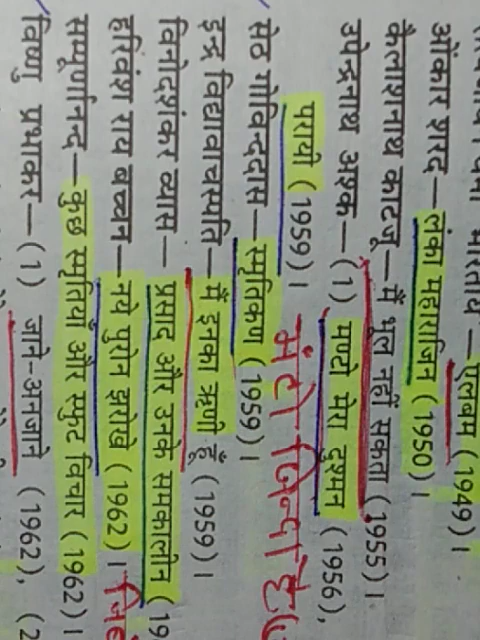 भारतीय —एलबम (1949) ।
ओंकार शरद—लंका महाराजिन (1950) ।
कैलाशनाथ काटजू—मैं भूल नहीं सकता (1955) ।
उपेन्द्रनाथ अश्क—(1) मण्टो मेरा दुश्मन (1956),
परायो (1959) । मंटो जिन्दा है
सेठ गोविन्ददास—स्मृतिकण (1959) ।
इन्द्र विद्यावाचस्पति—मैं इनका ऋणी हूँ (1959) ।
विनोदशंकर व्यास—प्रसाद और उनके समकालीन (19
हरिवंश राय बच्चन—नये पुराने झरोखे (1962) ।
सम्पूर्णानन्द—कुछ स्मृतियाँ और स्फुट विचार (1962) ।
विष्णु प्रभाकर—(1) जाने-अनजाने (1962), (2